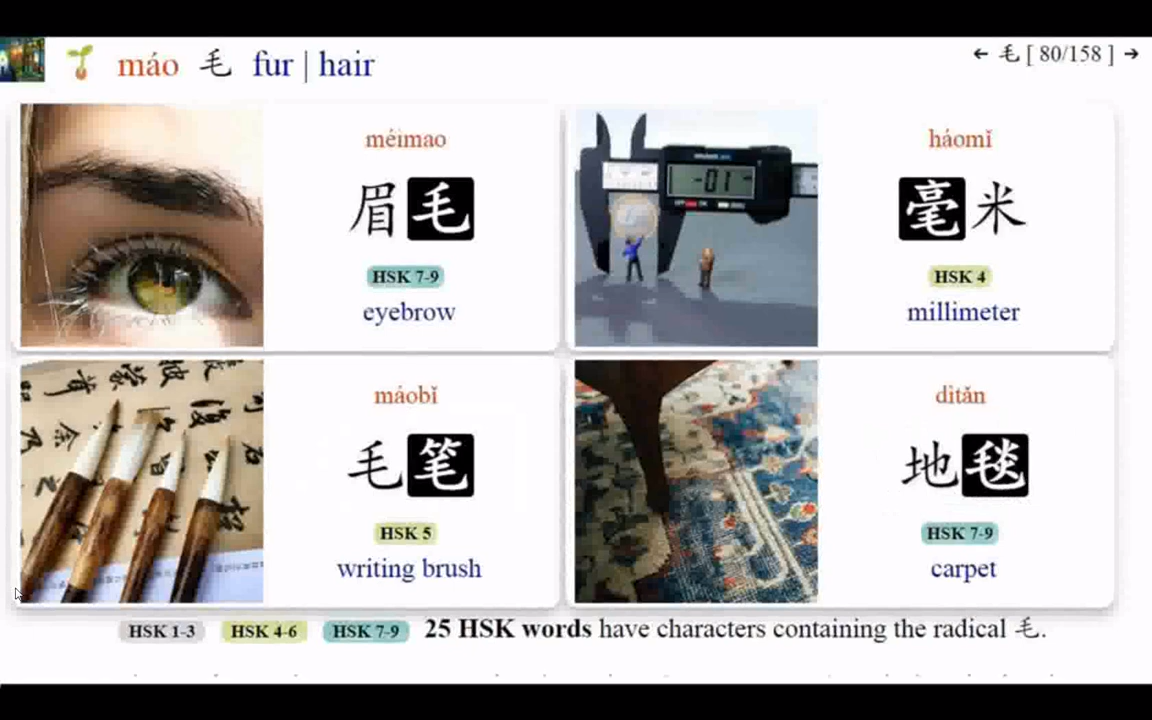 máo 毛 fur | hair
← 毛 [ 80/158 ] →
méimao
眉毛
HSK 7-9
eyebrow
háomǐ
毫米
HSK 4
millimeter
máobǐ
毛笔
HSK 5
writing brush
dìtǎn
地毯
HSK 7-9
carpet
HSK 1-3 HSK 4-6 HSK 7-9 25 HSK words have characters containing the radical 毛.